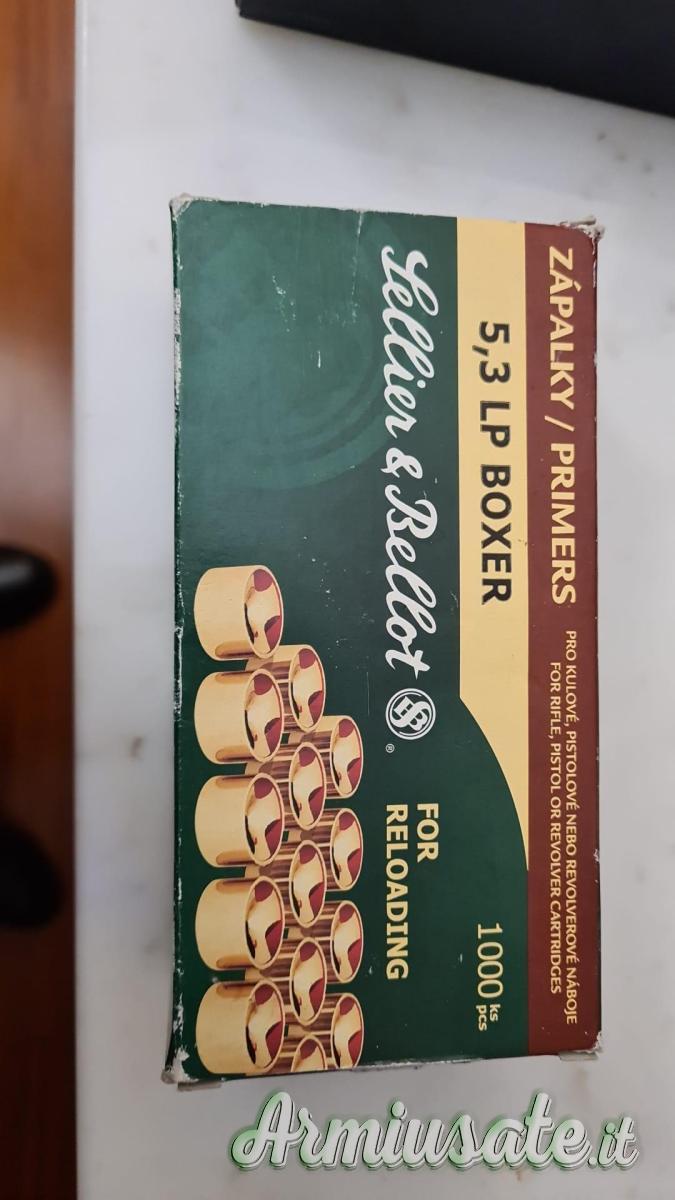 ZÁPALKY / PRIMERS
PRO KULOVÉ, PISTOLOVÉ NEBO REVOLVEROVÉ NÁBOJE
FOR RIFLE, PISTOL OR REVOLVER CARTRIDGES
5,3 LP BOXER
1000 ks
pcs
Sellier & Bellot SB ®
FOR
RELOADING
Armiusate.it